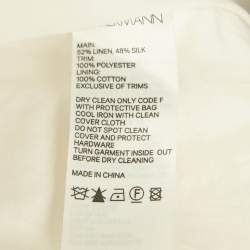 MAIN:
52% LINEN, 48% SILK
TRIM:
100% POLYESTER
LINING:
100% COTTON
EXCLUSIVE OF TRIMS
DRY CLEAN ONLY CODE F
WITH PROTECTIVE BAG
COOL IRON WITH CLEAN
COVER CLOTH
DO NOT SPOT CLEAN
COVER AND PROTECT
HARDWARE
TURN GARMENT INSIDE OUT
BEFORE DRY CLEANING
MADE IN CHINA
F